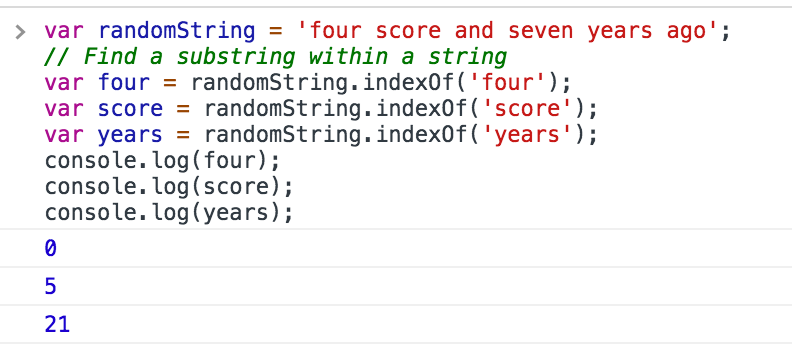 > var randomString = 'four score and seven years ago';
// Find a substring within a string
var four = randomString.indexOf('four');
var score = randomString.indexOf('score');
var years = randomString.indexOf('years');
console.log(four);
console.log(score);
console.log(years);
0
5
21